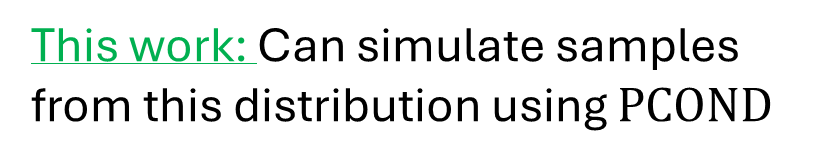 This work: Can simulate samples
from this distribution using PCOND